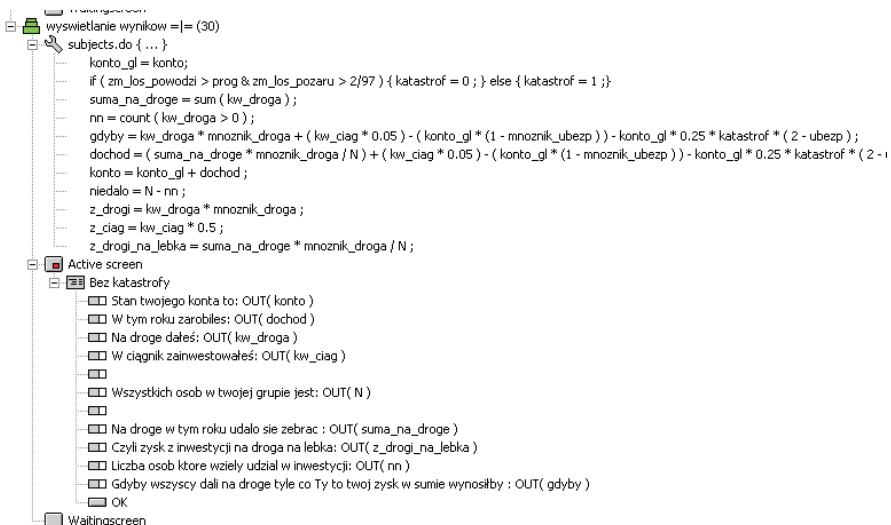 Waitingscreen
wyswietlanie wynikow =|= (30)
subjects.do { ... }
konto_gl = konto;
if ( zm_los_powodzi > prog & zm_los_pozaru > 2/97 ) { katastrof = 0 ; } else { katastrof = 1 ;}
suma_na_droge = sum ( kw_droga ) ;
nn = count ( kw_droga > 0 ) ;
gdyby = kw_droga * mnoznik_droga + ( kw_ciag * 0.05 ) - ( konto_gl * (1 - mnoznik_ubezp ) ) - konto_gl * 0.25 * katastrof * ( 2 - ubezp ) ;
dochod = ( suma_na_droge * mnoznik_droga / N ) + ( kw_ciag * 0.05 ) - ( konto_gl * (1 - mnoznik_ubezp ) ) - konto_gl * 0.25 * katastrof * ( 2 -
konto = konto_gl + dochod ;
niedalo = N - nn ;
z_drogi = kw_droga * mnoznik_droga ;
z_ciag = kw_ciag * 0.5 ;
z_drogi_na_lebka = suma_na_droge * mnoznik_droga / N ;
Active screen
Bez katastrofy
Stan twojego konta to: OUT( konto )
W tym roku zarobiles: OUT( dochod )
Na droge dałeś: OUT( kw_droga )
W ciągnik zainwestowałeś: OUT( kw_ciag )
Wszystkich osob w twojej grupie jest: OUT( N )
Na droge w tym roku udalo sie zebrac : OUT( suma_na_droge )
Czyli zysk z inwestycji na droga na lebka: OUT( z_drogi_na_lebka )
Liczba osob ktore wziely udzial w inwestycji: OUT( nn )
Gdyby wszyscy dali na droge tyle co Ty to twoj zysk w sumie wynosiłby : OUT( gdyby )
OK
Waitingscreen